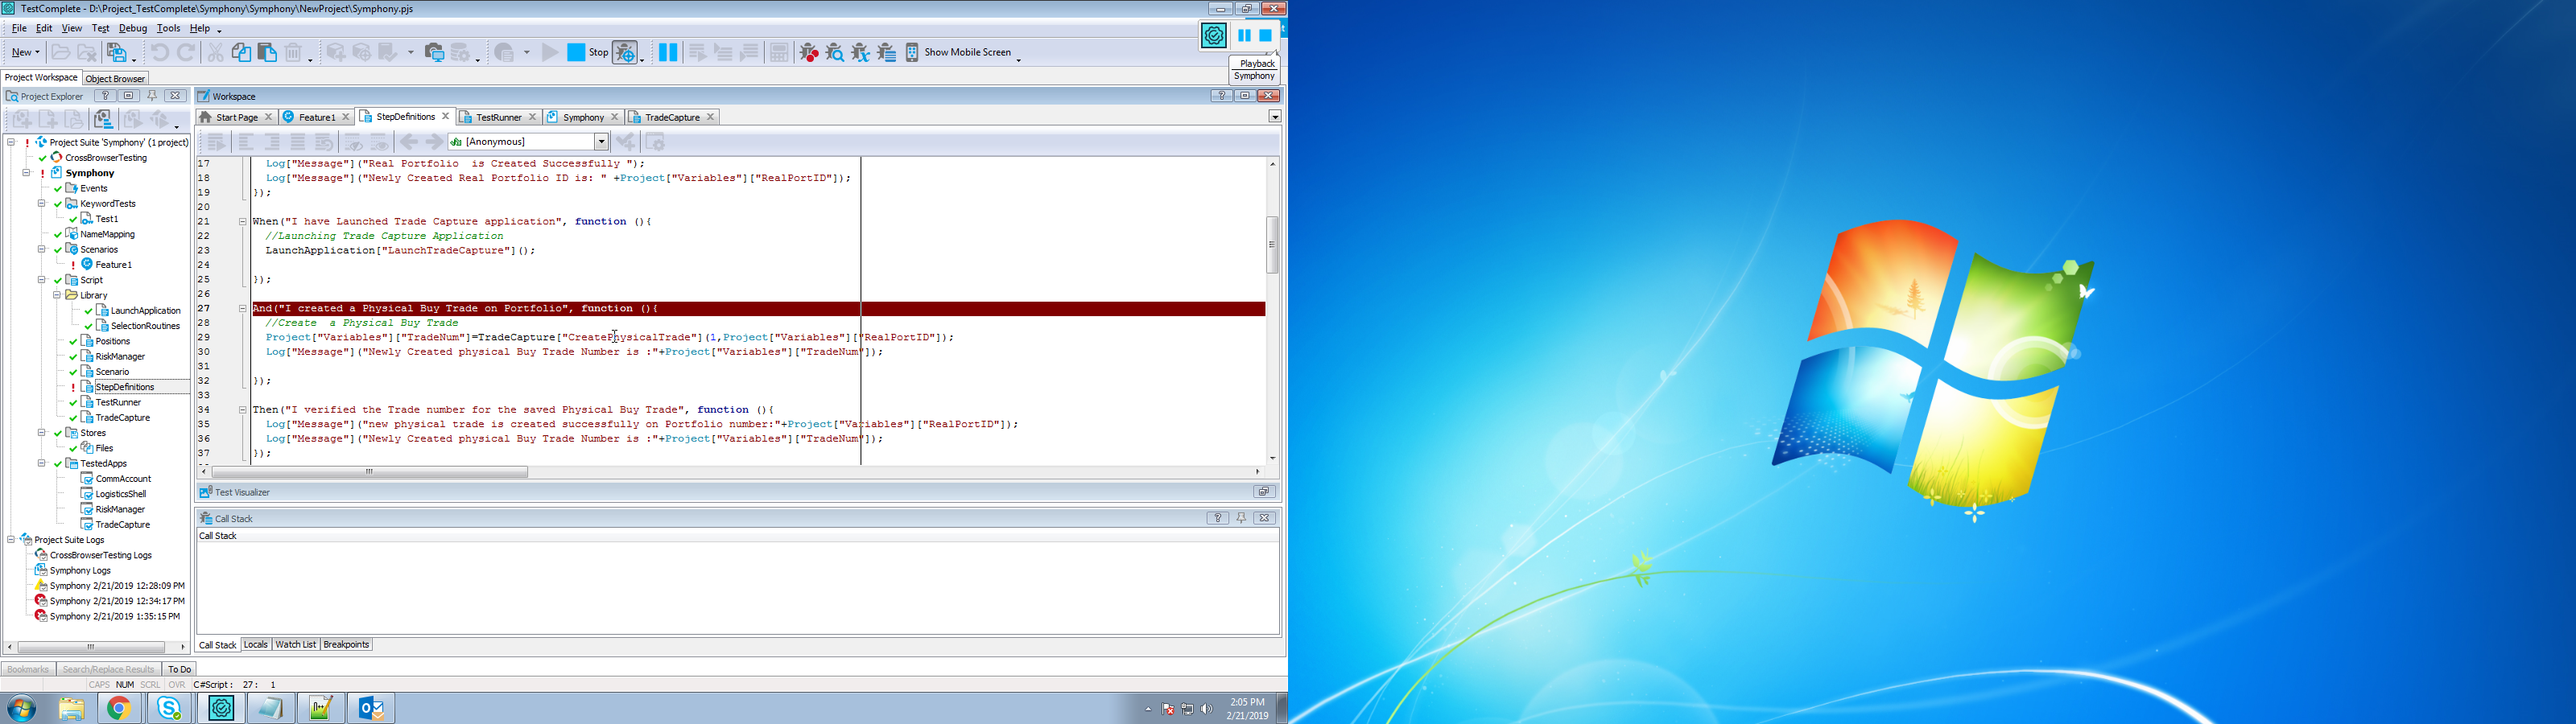 TestComplete - D:\Project_TestComplete\Symphony\Symphony\NewProject\Symphony.pjs
File Edit View Test Debug Tools Help
New Stop Show Mobile Screen
Playback
Symphony
Project Workspace Object Browser
Project Explorer
Project Suite 'Symphony' (1 project)
CrossBrowserTesting
Symphony
Events
KeywordTests
Test1
NameMapping
Scenarios
Feature1
Script
Library
LaunchApplication
SelectionRoutines
Positions
RiskManager
Scenario
StepDefinitions
TestRunner
TradeCapture
Stores
Files
TestedApps
CommAccount
LogisticsShell
RiskManager
TradeCapture
Project Suite Logs
CrossBrowserTesting Logs
Symphony Logs
Symphony 2/21/2019 12:28:09 PM
Symphony 2/21/2019 12:34:17 PM
Symphony 2/21/2019 1:35:15 PM
Workspace
Start Page Feature1 StepDefinitions TestRunner Symphony TradeCapture
[Anonymous]
17 Log["Message"]("Real Portfolio  is Created Successfully ");
18 Log["Message"]("Newly Created Real Portfolio ID is: " +Project["Variables"]["RealPortID"]);
19 });
20
21 When("I have Launched Trade Capture application", function (){
22 //Launching Trade Capture Application
23 LaunchApplication["LaunchTradeCapture"]();
24
25 });
26
27 And("I created a Physical Buy Trade on Portfolio", function (){
28 //Create  a Physical Buy Trade
29 Project["Variables"]["TradeNum"]=TradeCapture["CreatePhysicalTrade"](1,Project["Variables"]["RealPortID"]);
30 Log["Message"]("Newly Created physical Buy Trade Number is :"+Project["Variables"]["TradeNum"]);
31
32 });
33
34 Then("I verified the Trade number for the saved Physical Buy Trade", function (){
35 Log["Message"]("new physical trade is created successfully on Portfolio number:"+Project["Variables"]["RealPortID"]);
36 Log["Message"]("Newly Created physical Buy Trade Number is :"+Project["Variables"]["TradeNum"]);
37 });
Test Visualizer
Call Stack
Call Stack
Call Stack Locals Watch List Breakpoints
Bookmarks Search/Replace Results To Do
CAPS NUM SCRL OVR C#Script : 27 : 1
2:05 PM
2/21/2019